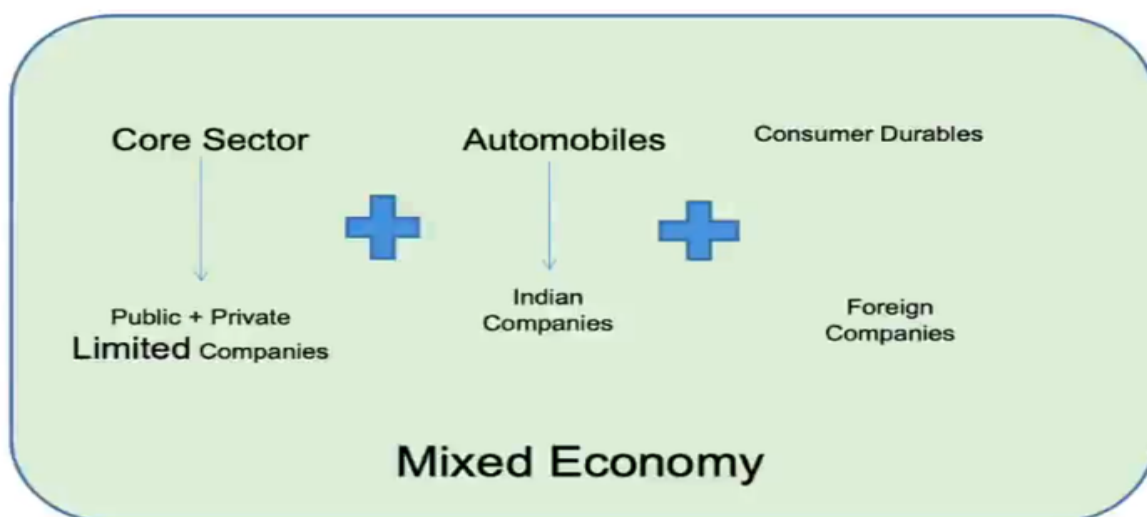 Core Sector
Automobiles
Consumer Durables
Public + Private
Limited Companies
Indian
Companies
Foreign
Companies
Mixed Economy